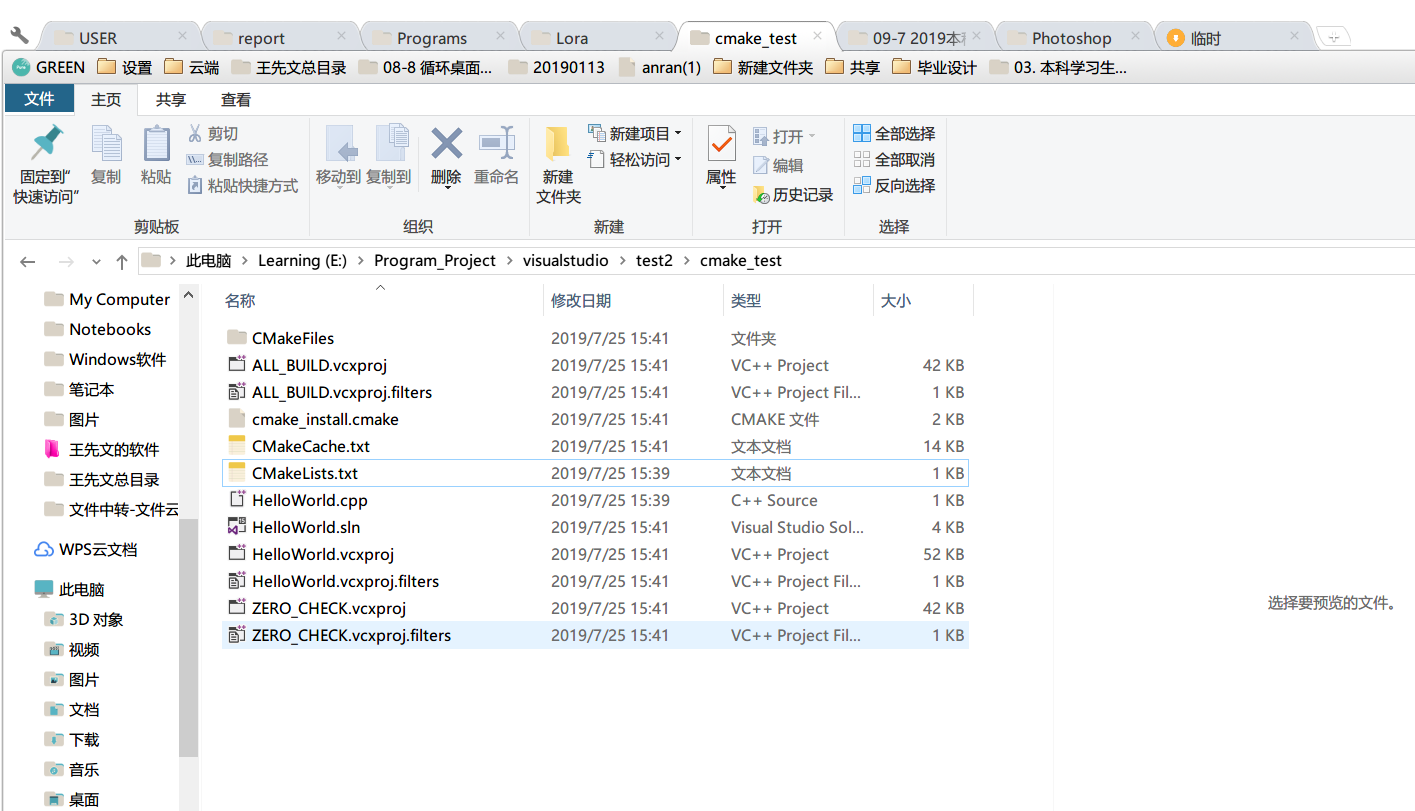 USER report Programs Lora cmake_test 09-7 2019本 Photoshop 临时
GREEN 设置 云端 王先文总目录 08-8 循环桌面... 20190113 anran(1) 新建文件夹 共享 毕业设计 03. 本科学习生...
文件 主页 共享 查看
固定到"快速访问" 复制 粘贴 剪切 移动到 复制到 删除 重命名 新建文件夹 新建项目 属性 打开 全部选择
复制路径 轻松访问 编辑 全部取消
粘贴快捷方式 历史记录 反向选择
剪贴板 组织 新建 打开 选择
此电脑 > Learning (E:) > Program_Project > visualstudio > test2 > cmake_test
My Computer
Notebooks
Windows软件
笔记本
图片
王先文的软件
王先文总目录
文件中转-文件云
WPS云文档
此电脑
3D 对象
视频
图片
文档
下载
音乐
桌面
名称 修改日期 类型 大小
CMakeFiles 2019/7/25 15:41 文件夹
ALL_BUILD.vcxproj 2019/7/25 15:41 VC++ Project 42 KB
ALL_BUILD.vcxproj.filters 2019/7/25 15:41 VC++ Project Fil... 1 KB
cmake_install.cmake 2019/7/25 15:41 CMAKE 文件 2 KB
CMakeCache.txt 2019/7/25 15:41 文本文档 14 KB
CMakeLists.txt 2019/7/25 15:39 文本文档 1 KB
HelloWorld.cpp 2019/7/25 15:39 C++ Source 1 KB
HelloWorld.sln 2019/7/25 15:41 Visual Studio Sol... 4 KB
HelloWorld.vcxproj 2019/7/25 15:41 VC++ Project 52 KB
HelloWorld.vcxproj.filters 2019/7/25 15:41 VC++ Project Fil... 1 KB
ZERO_CHECK.vcxproj 2019/7/25 15:41 VC++ Project 42 KB
ZERO_CHECK.vcxproj.filters 2019/7/25 15:41 VC++ Project Fil... 1 KB
选择要预览的文件。